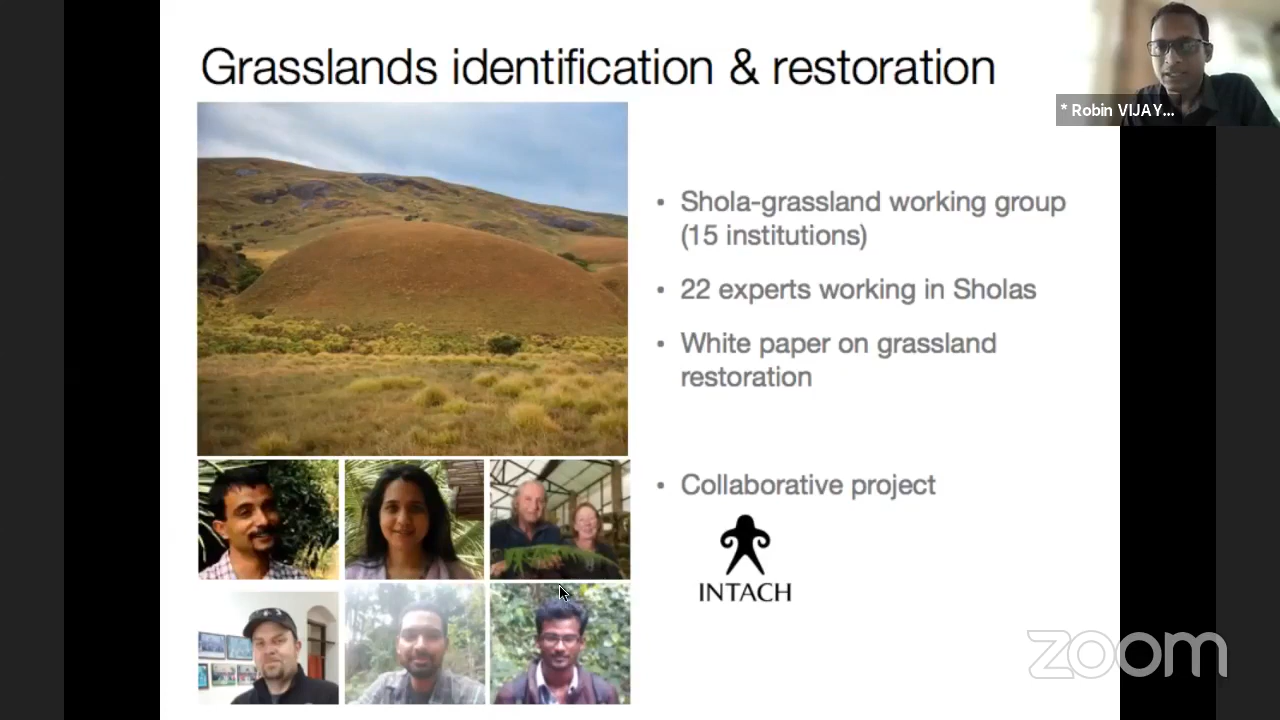 Grasslands identification & restoration
* Robin VIJAY...
• Shola-grassland working group
(15 institutions)
• 22 experts working in Sholas
• White paper on grassland
restoration
• Collaborative project
INTACH
zoom